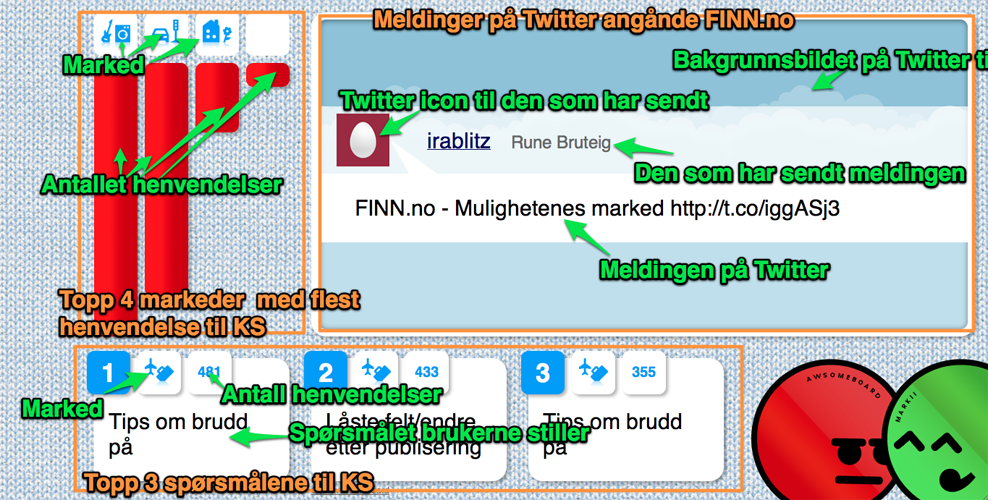 Meldinger på Twitter angånde FINN.no
Marked
Bakgrunnsbildet på Twitter ti
Twitter icon til den som har sendt
irablitz Rune Bruteig
Den som har sendt meldingen
Antallet henvendelser
FINN.no - Mulighetenes marked http://t.co/iggASj3
Meldingen på Twitter
Topp 4 markeder med flest
henvendelse til KS
1 481 2 433 3 355
Marked
Antall henvendelser
Tips om brudd
på
Låste felt/endre
etter publisering
Tips om brudd
på
Spørsmålet brukerne stiller
Topp 3 spørsmålene til KS
AWSOMEBOARD
MARKII